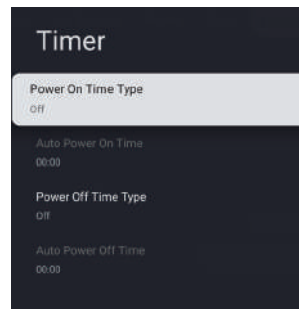 Timer
Power On Time Type
Off
Auto Power On Time
00:00
Power Off Time Type
Off
Auto Power Off Time
00:00